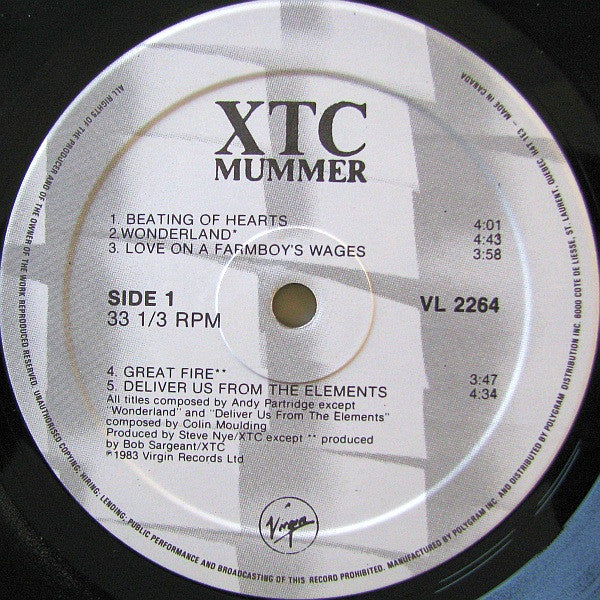 XTC
MUMMER
1. BEATING OF HEARTS 4:01
2. WONDERLAND* 4:43
3. LOVE ON A FARMBOY'S WAGES 3:58
SIDE 1
33 1/3 RPM
VL 2264
4. GREAT FIRE** 3:47
5. DELIVER US FROM THE ELEMENTS 4:34
All titles composed by Andy Partridge except
"Wonderland" and "Deliver Us From The Elements"
composed by Colin Moulding
Produced by Steve Nye/XTC except ** produced
by Bob Sargeant/XTC
℗1983 Virgin Records Ltd
Virgin
ALL RIGHTS OF THE PRODUCER AND OF THE OWNER OF THE WORK REPRODUCED RESERVED. UNAUTHORISED COPYING, HIRING, LENDING, PUBLIC PERFORMANCE AND BROADCASTING OF THIS RECORD PROHIBITED. MANUFACTURED BY POLYGRAM INC. AND DISTRIBUTED BY POLYGRAM DISTRIBUTION INC. 6000 COTE DE LIESSE, ST. LAURENT, QUEBEC H4T 1E3 - MADE IN CANADA